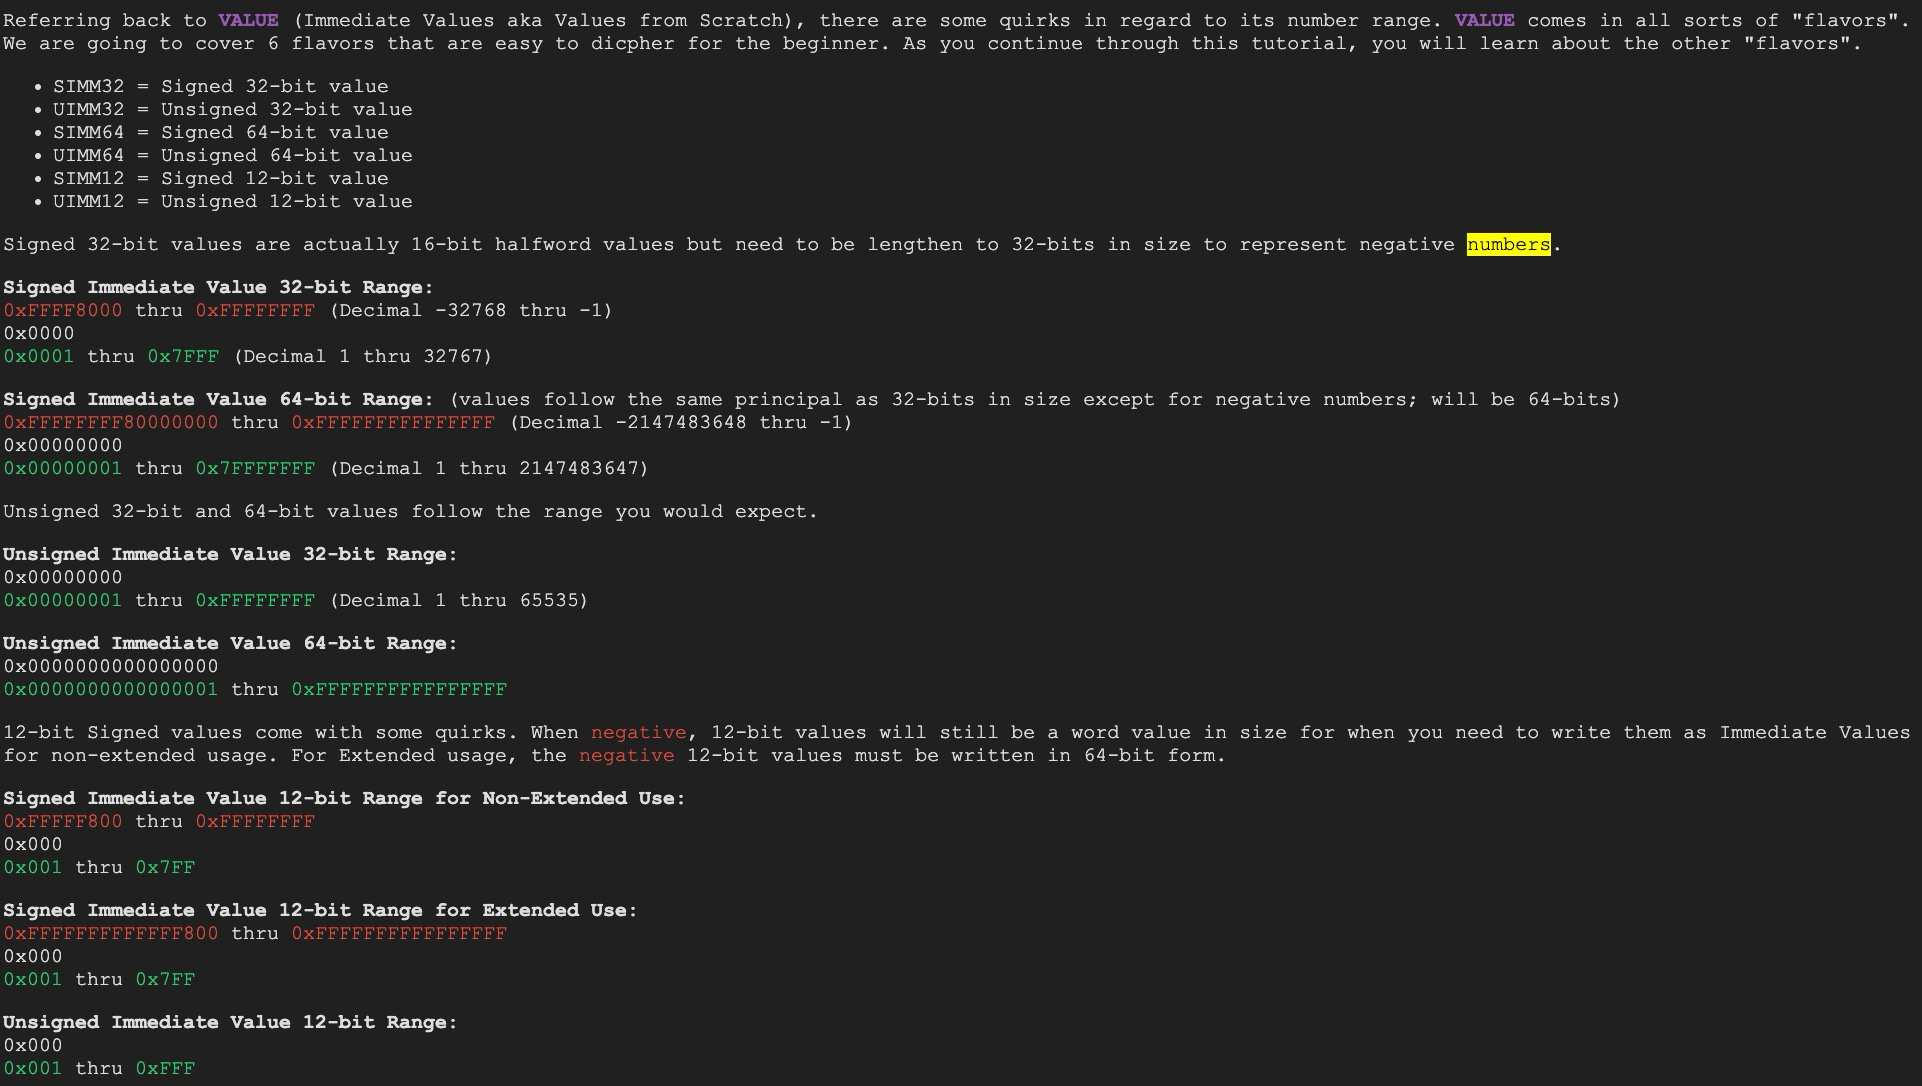 Referring back to VALUE (Immediate Values aka Values from Scratch), there are some quirks in regard to its number range. VALUE comes in all sorts of "flavors".
We are going to cover 6 flavors that are easy to dicpher for the beginner. As you continue through this tutorial, you will learn about the other "flavors".
• SIMM32 = Signed 32-bit value
• UIMM32 = Unsigned 32-bit value
• SIMM64 = Signed 64-bit value
• UIMM64 = Unsigned 64-bit value
• SIMM12 = Signed 12-bit value
• UIMM12 = Unsigned 12-bit value
Signed 32-bit values are actually 16-bit halfword values but need to be lengthen to 32-bits in size to represent negative numbers.
Signed Immediate Value 32-bit Range:
0xFFFF8000 thru 0xFFFFFFFF (Decimal -32768 thru -1)
0x0000
0x0001 thru 0x7FFF (Decimal 1 thru 32767)
Signed Immediate Value 64-bit Range: (values follow the same principal as 32-bits in size except for negative numbers; will be 64-bits)
0xFFFFFFFF80000000 thru 0xFFFFFFFFFFFFFFF (Decimal -2147483648 thru -1)
0x00000000
0x00000001 thru 0x7FFFFFFF (Decimal 1 thru 2147483647)
Unsigned 32-bit and 64-bit values follow the range you would expect.
Unsigned Immediate Value 32-bit Range:
0x00000000
0x00000001 thru 0xFFFFFFFF (Decimal 1 thru 65535)
Unsigned Immediate Value 64-bit Range:
0x0000000000000000
0x0000000000000001 thru 0xFFFFFFFFFFFFFFFF
12-bit Signed values come with some quirks. When negative, 12-bit values will still be a word value in size for when you need to write them as Immediate Values
for non-extended usage. For Extended usage, the negative 12-bit values must be written in 64-bit form.
Signed Immediate Value 12-bit Range for Non-Extended Use:
0xFFFFF800 thru 0xFFFFFFFF
0x000
0x001 thru 0x7FF
Signed Immediate Value 12-bit Range for Extended Use:
0xFFFFFFFFFFFFF800 thru 0xFFFFFFFFFFFFFFFF
0x000
0x001 thru 0x7FF
Unsigned Immediate Value 12-bit Range:
0x000
0x001 thru 0xFFF